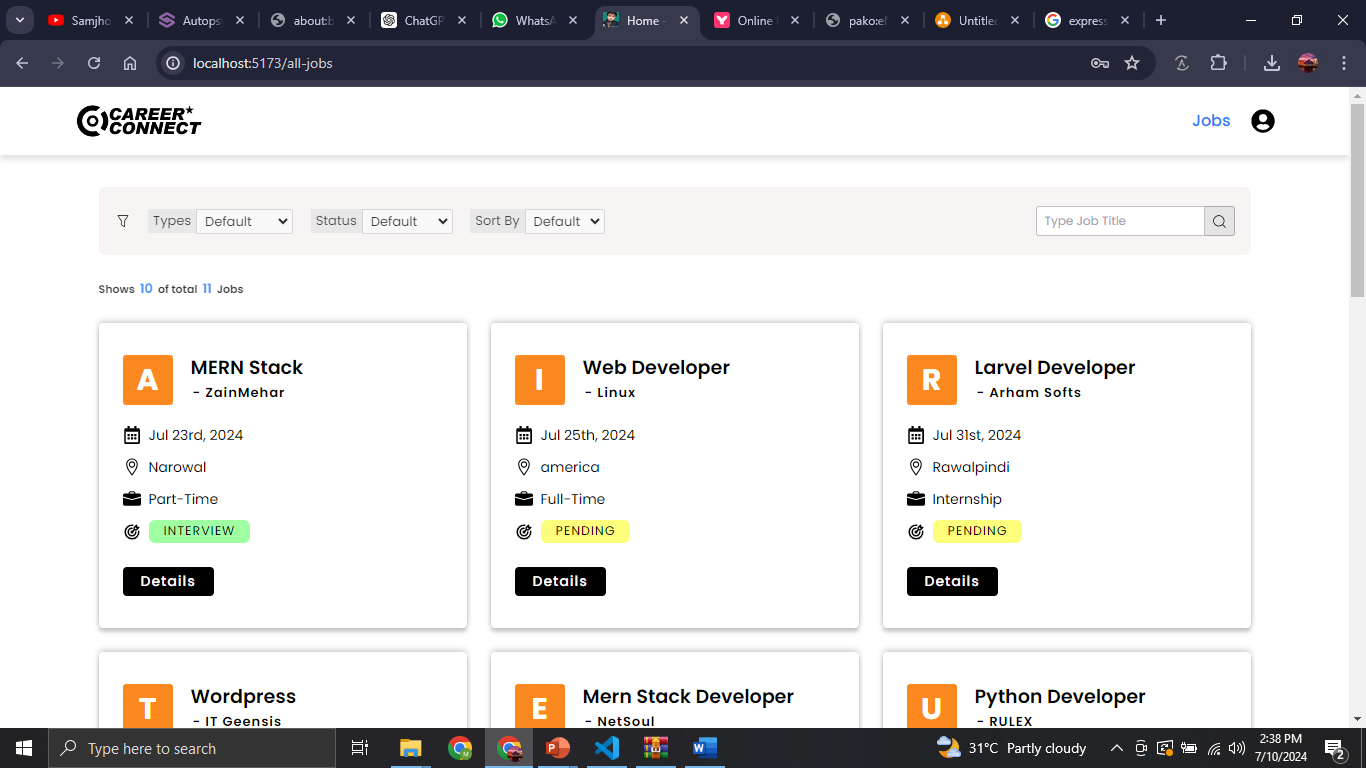 Samjho
Autops
about:b
ChatGP
WhatsA
Home -
Online
pako:eN
Untitled
express
localhost:5173/all-jobs
CAREER
CONNECT
Jobs
Types Default Status Default Sort By Default Type Job Title
Shows 10 of total 11 Jobs
A MERN Stack
- ZainMehar
Jul 23rd, 2024
Narowal
Part-Time
INTERVIEW
Details
I Web Developer
- Linux
Jul 25th, 2024
america
Full-Time
PENDING
Details
R Larvel Developer
- Arham Softs
Jul 31st, 2024
Rawalpindi
Internship
PENDING
Details
T Wordpress
- IT Geensis
E Mern Stack Developer
- NetSoul
U Python Developer
- RULEX
Type here to search
31°C Partly cloudy
2:38 PM
7/10/2024
2